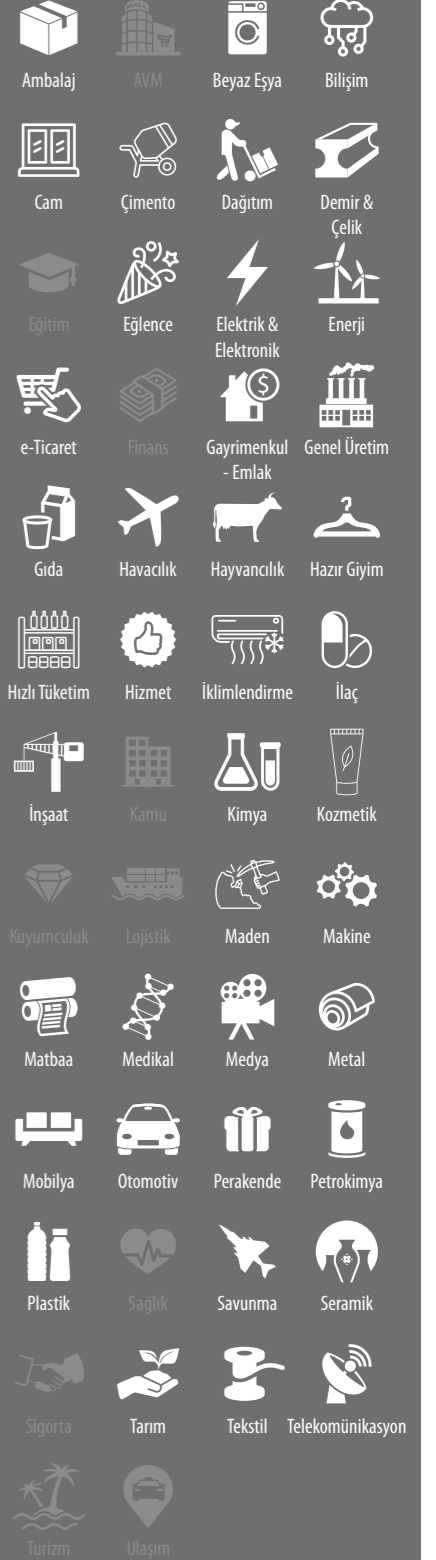 MALL
Ambalaj
AVM
Beyaz Eşya
Bilişim
Cam
Çimento
Dağıtım
Demir &
Çelik
Eğitim
Eğlence
Elektrik &
Elektronik
Enerji
e-Ticaret
Finans
Gayrimenkul
- Emlak
Genel Üretim
Gıda
Havacılık
Hayvancılık
Hazır Giyim
Hızlı Tüketim
Hizmet
İklimlendirme
İlaç
İnşaat
Kamu
Kimya
Kozmetik
Kuyumculuk
Lojistik
Maden
Makine
Matbaa
Medikal
Medya
Metal
Mobilya
Otomotiv
Perakende
Petrokimya
Plastik
Sağlık
Savunma
Seramik
Sigorta
Tarım
Tekstil
Telekomünikasyon
Turizm
Ulaşım